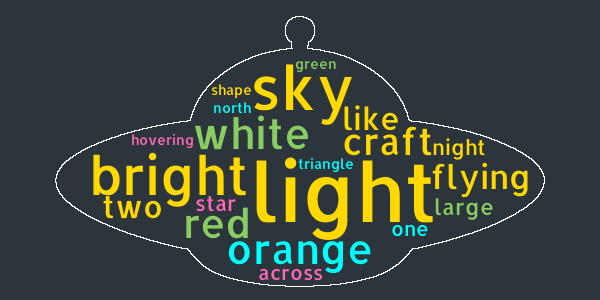 green
shape
sky
north
like
white
craft
hovering
night
triangle
bright
light
flying
two
star
large
red
one
orange
across